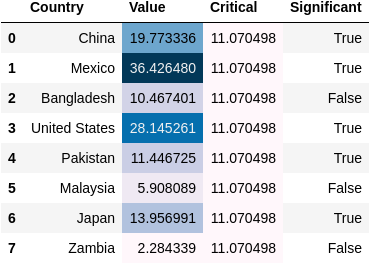 Country Value Critical Significant
0 China 19.773336 11.070498 True
1 Mexico 36.426480 11.070498 True
2 Bangladesh 10.467401 11.070498 False
3 United States 28.145261 11.070498 True
4 Pakistan 11.446725 11.070498 True
5 Malaysia 5.908089 11.070498 False
6 Japan 13.956991 11.070498 True
7 Zambia 2.284339 11.070498 False